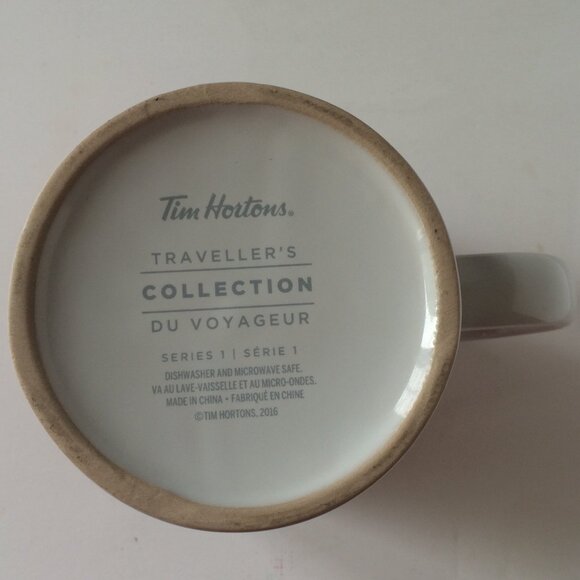 Tim Hortons®
TRAVELLER'S
COLLECTION
DU VOYAGEUR
SERIES 1 | SÉRIE 1
DISHWASHER AND MICROWAVE SAFE.
VA AU LAVE-VAISSELLE ET AU MICRO-ONDES.
MADE IN CHINA • FABRIQUÉ EN CHINE
©TIM HORTONS, 2016